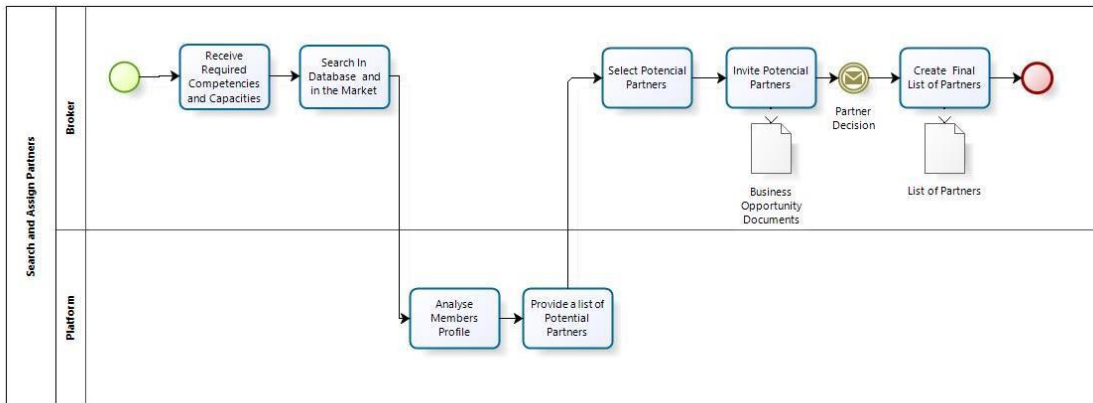 Search and Assign Partners
Broker
Receive
Required
Competencies
and Capacities
Search In
Database and
in the Market
Select Potencial
Partners
Invite Potencial
Partners
Partner
Decision
Create Final
List of Partners
Business
Opportunity
Documents
List of Partners
Platform
Analyse
Members
Profile
Provide a list of
Potential
Partners